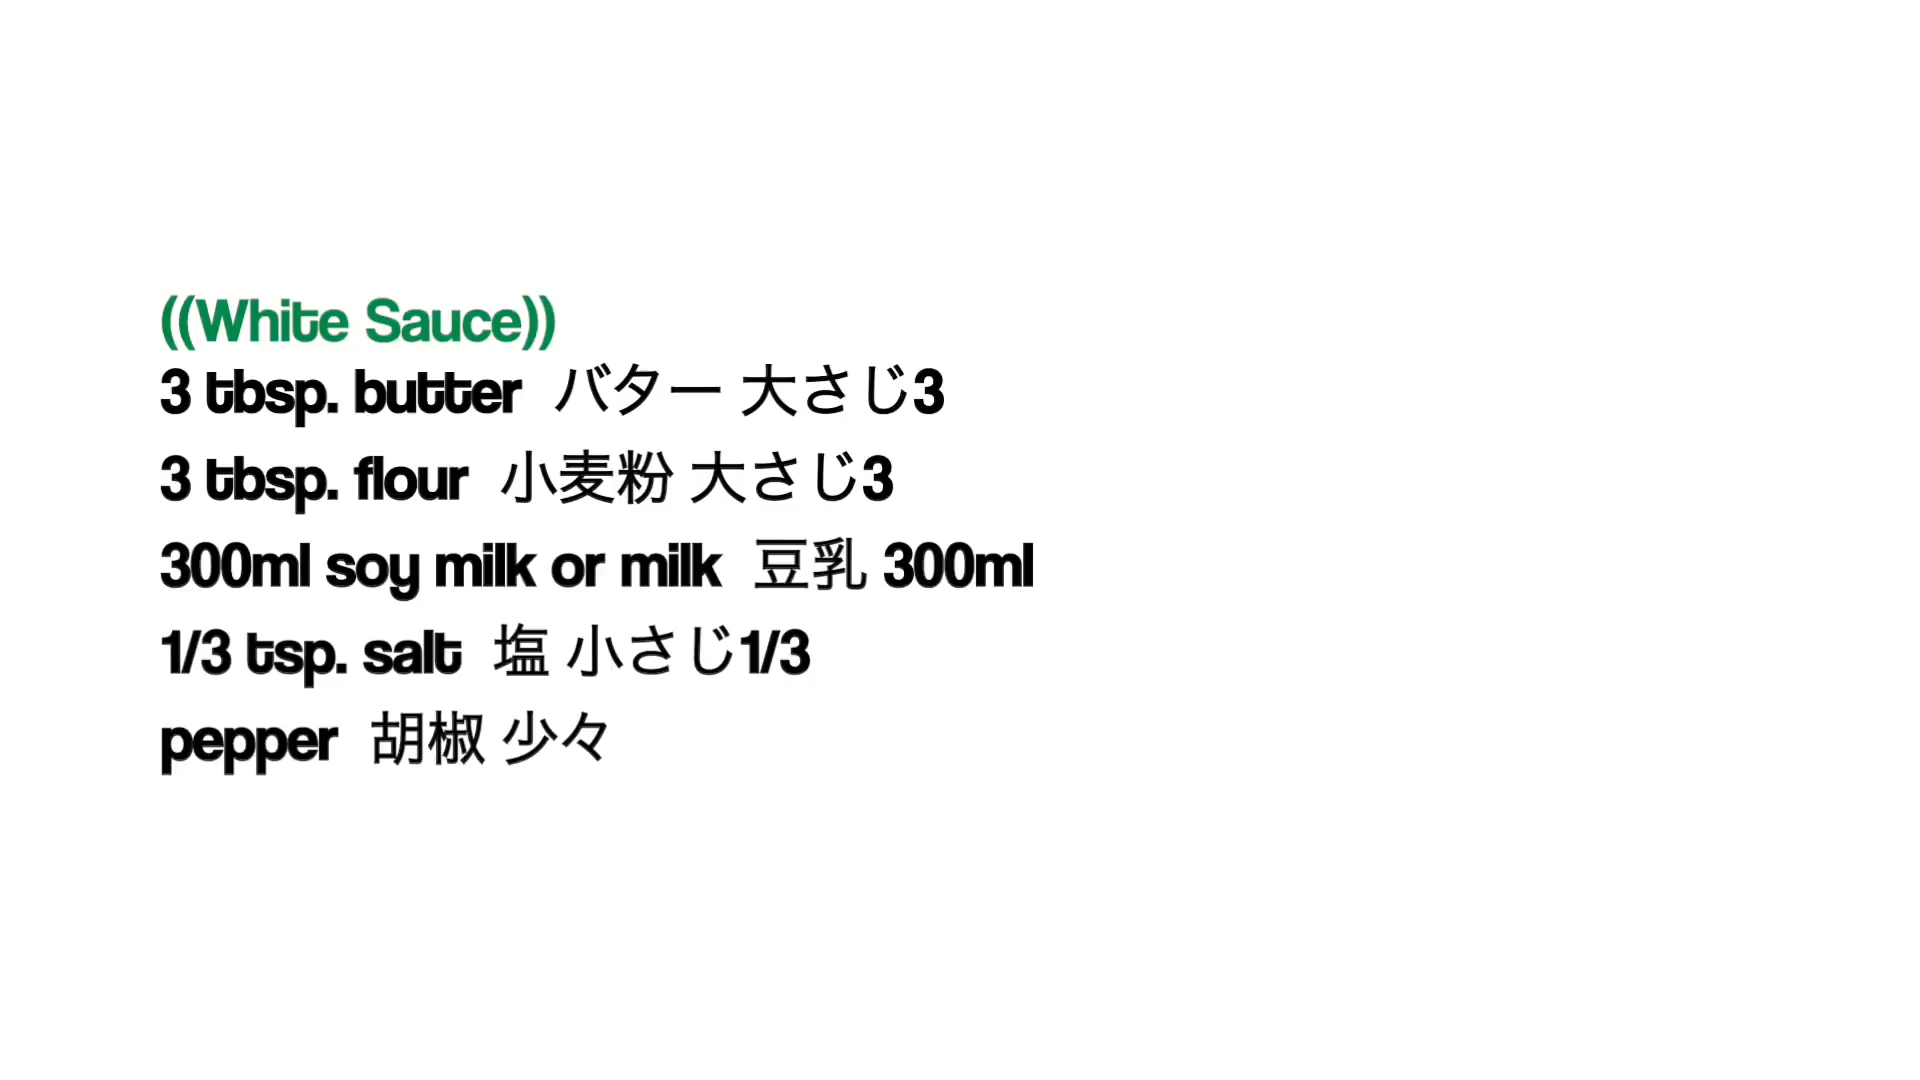 ((White Sauce))
3 tbsp. butter  バター 大さじ3
3 tbsp. flour  小麦粉 大さじ3
300ml soy milk or milk  豆乳 300ml
1/3 tsp. salt  塩 小さじ1/3
pepper  胡椒 少々